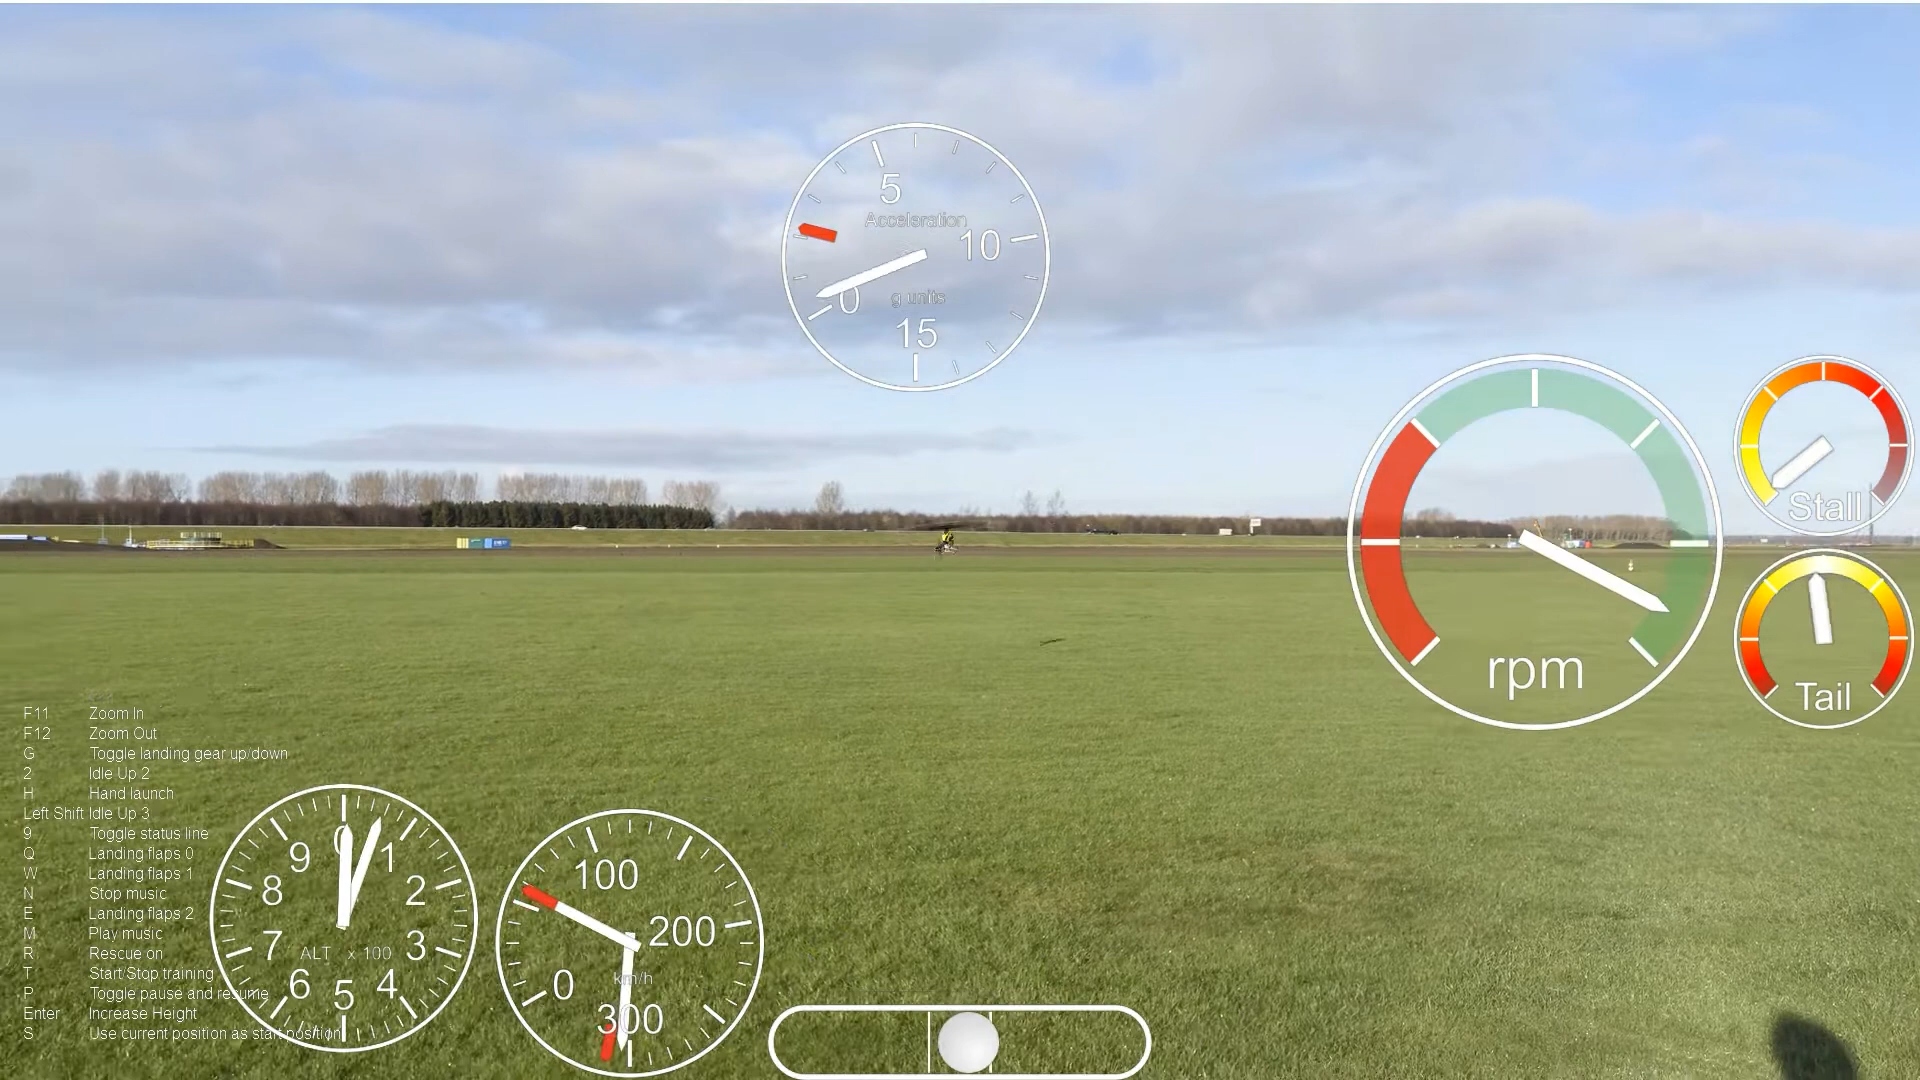 5
Acceleration
10
0
g units
15
rpm
Stall
Tail
F11 Zoom In
F12 Zoom Out
G Toggle landing gear up/down
2 Idle Up 2
H Hand launch
Left Shift Idle Up 3
9 Toggle status line
Q Landing flaps 0
W Landing flaps 1
N Stop music
E Landing flaps 2
M Play music
R Rescue on
T Start/Stop training
P Toggle pause and resume
Enter Increase Height
S Use current position as start position
0
9 1
8 2
7 ALT x 100 3
6 5 4
100
200
km/h
0
300